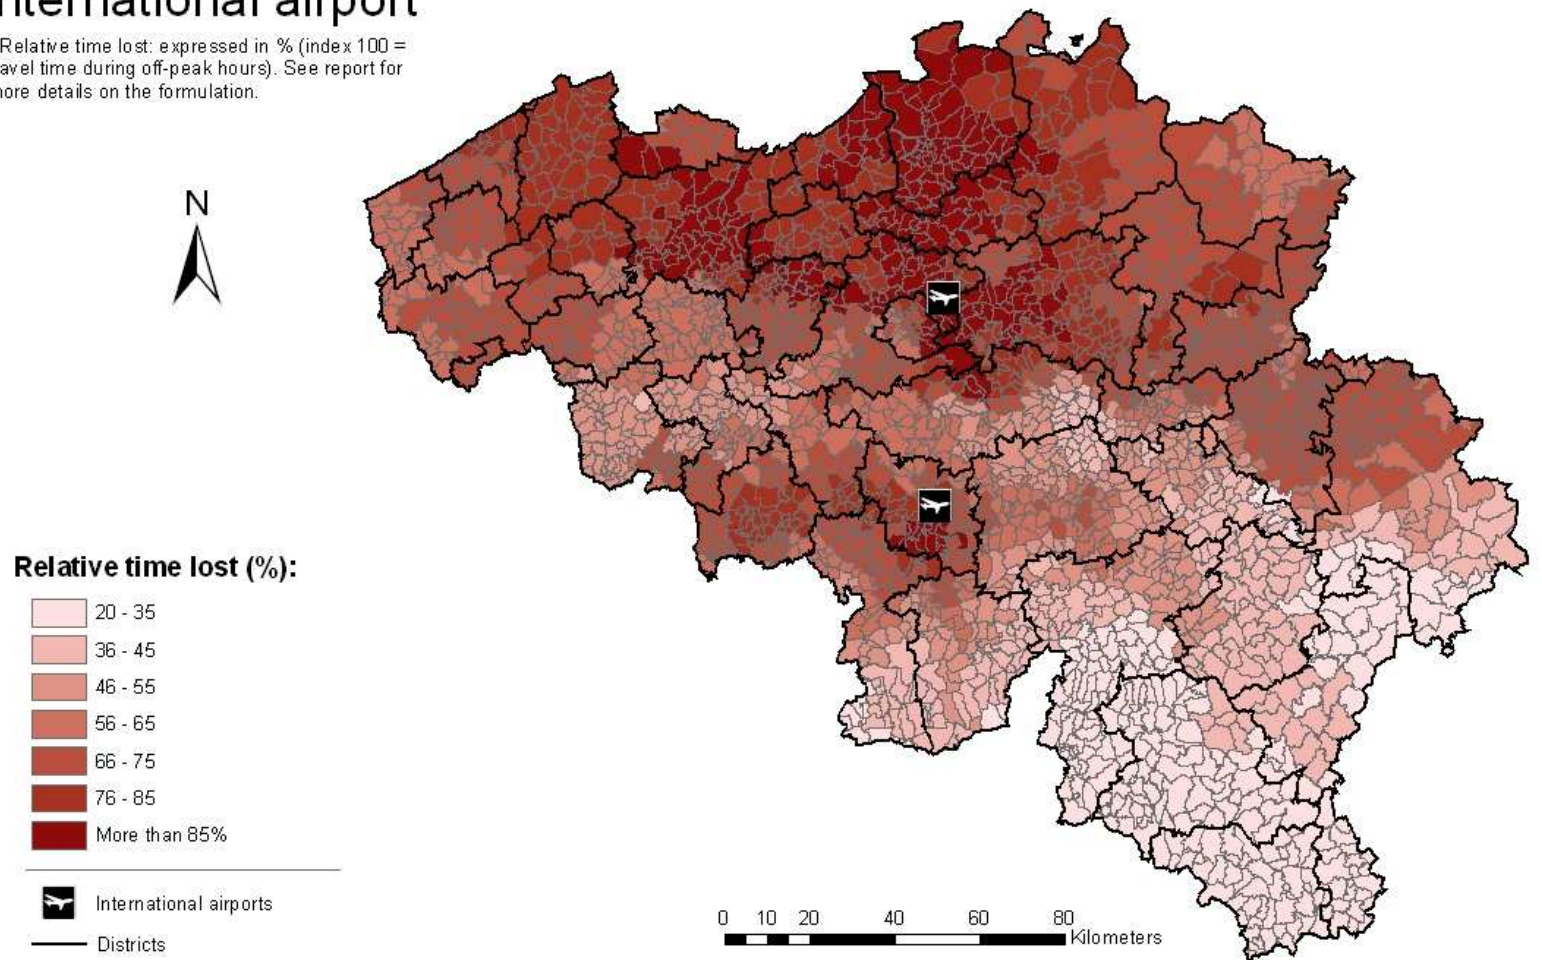 International airport
Relative time lost: expressed in % (index 100 =
avel time during off-peak hours). See report for
ore details on the formulation.
N
Relative time lost (%):
20 - 35
36 - 45
46 - 55
56 - 65
66 - 75
76 - 85
More than 85%
International airports
Districts
0 10 20 40 60 80
Kilometers